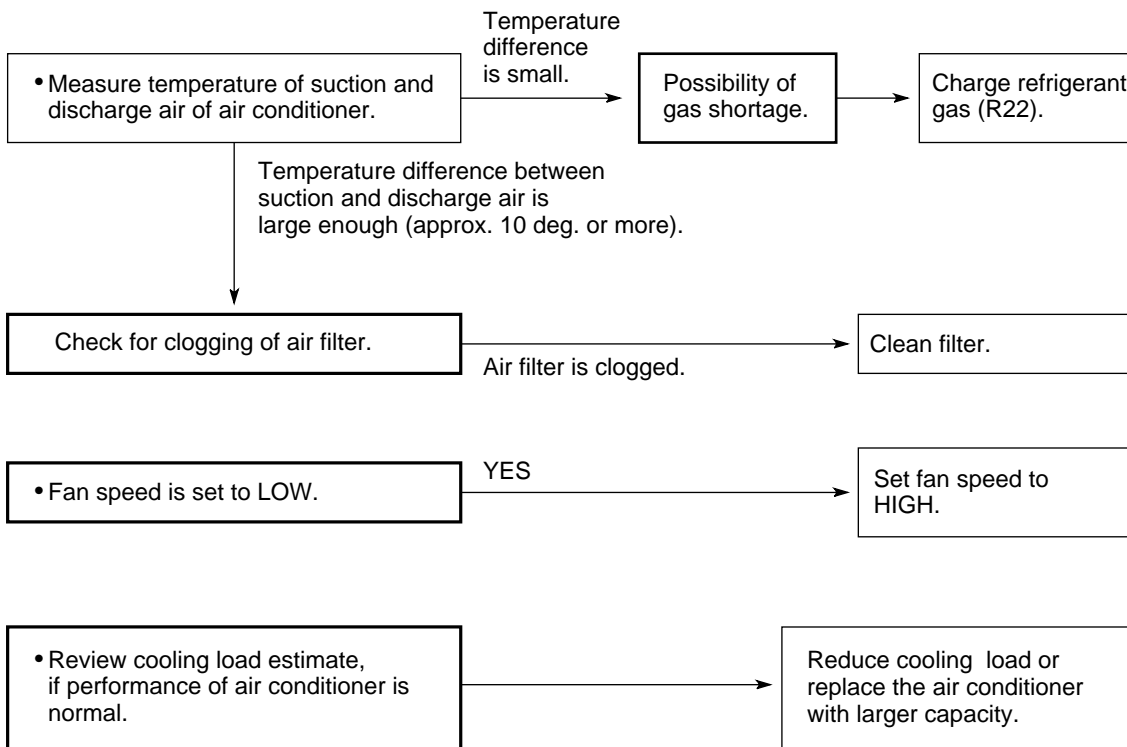 Temperature
difference
is small.
• Measure temperature of suction and
discharge air of air conditioner.
Possibility of
gas shortage.
Charge refrigerant
gas (R22).
Temperature difference between
suction and discharge air is
large enough (approx. 10 deg. or more).
Check for clogging of air filter.
Air filter is clogged.
Clean filter.
• Fan speed is set to LOW.
YES
Set fan speed to
HIGH.
• Review cooling load estimate,
if performance of air conditioner is
normal.
Reduce cooling load or
replace the air conditioner
with larger capacity.